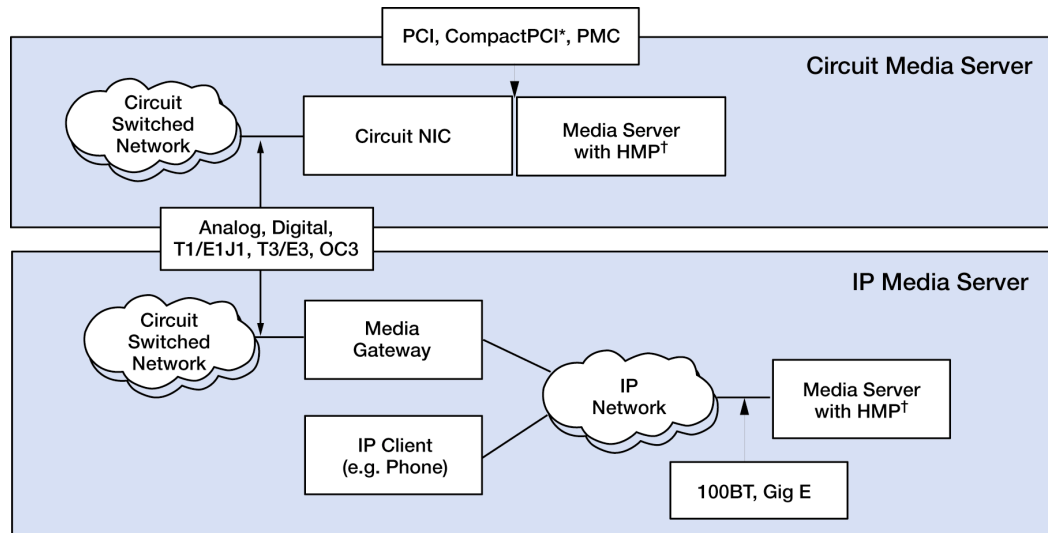 PCI, CompactPCI*, PMC
Circuit Media Server
Circuit
Switched
Network
Circuit NIC
Media Server
with HMP†
Analog, Digital,
T1/E1J1, T3/E3, OC3
IP Media Server
Circuit
Switched
Network
Media
Gateway
IP
Network
Media Server
with HMP†
IP Client
(e.g. Phone)
100BT, Gig E